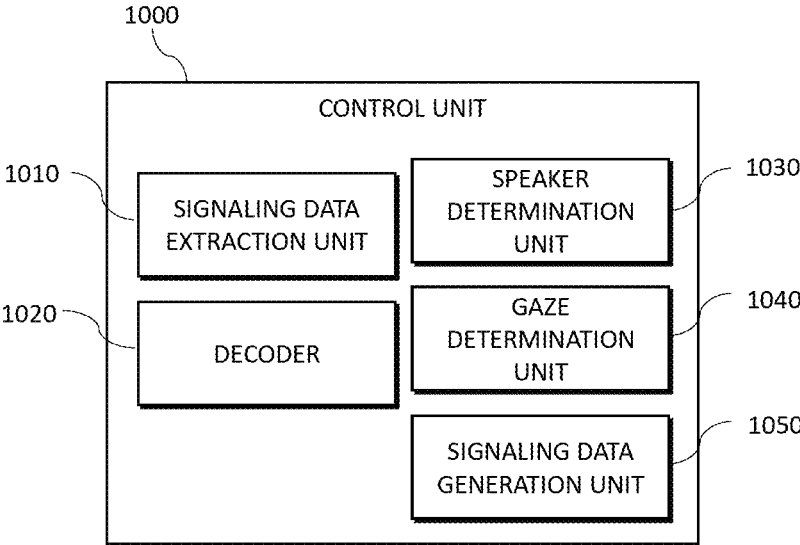 1000
CONTROL UNIT
1010
SIGNALING DATA
EXTRACTION UNIT
1020
DECODER
SPEAKER
DETERMINATION
UNIT
1030
GAZE
DETERMINATION
UNIT
1040
SIGNALING DATA
GENERATION UNIT
1050